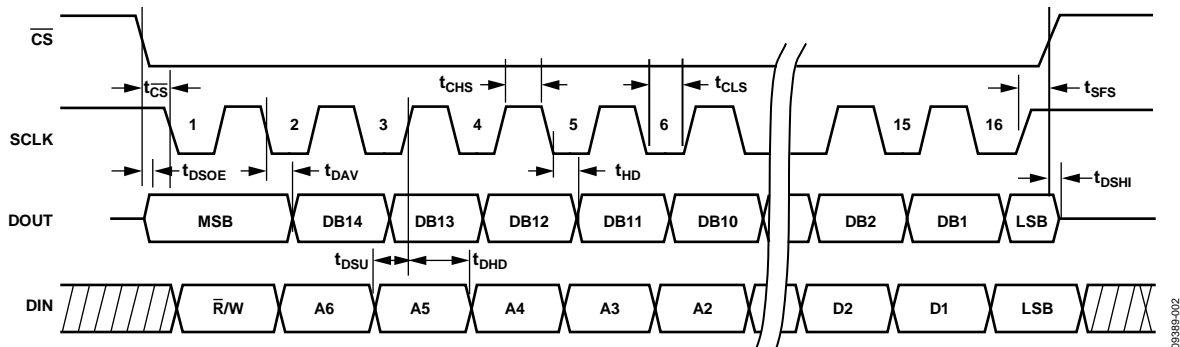 CS
tCS
tCHS
tCLS
tSFS
SCLK
1
2
3
4
5
6
15
16
tDSOE
tDAV
tHD
tDSHI
DOUT
MSB
DB14
DB13
DB12
DB11
DB10
DB2
DB1
LSB
tDSU
tDHD
DIN
R/W
A6
A5
A4
A3
A2
D2
D1
LSB
09389-002